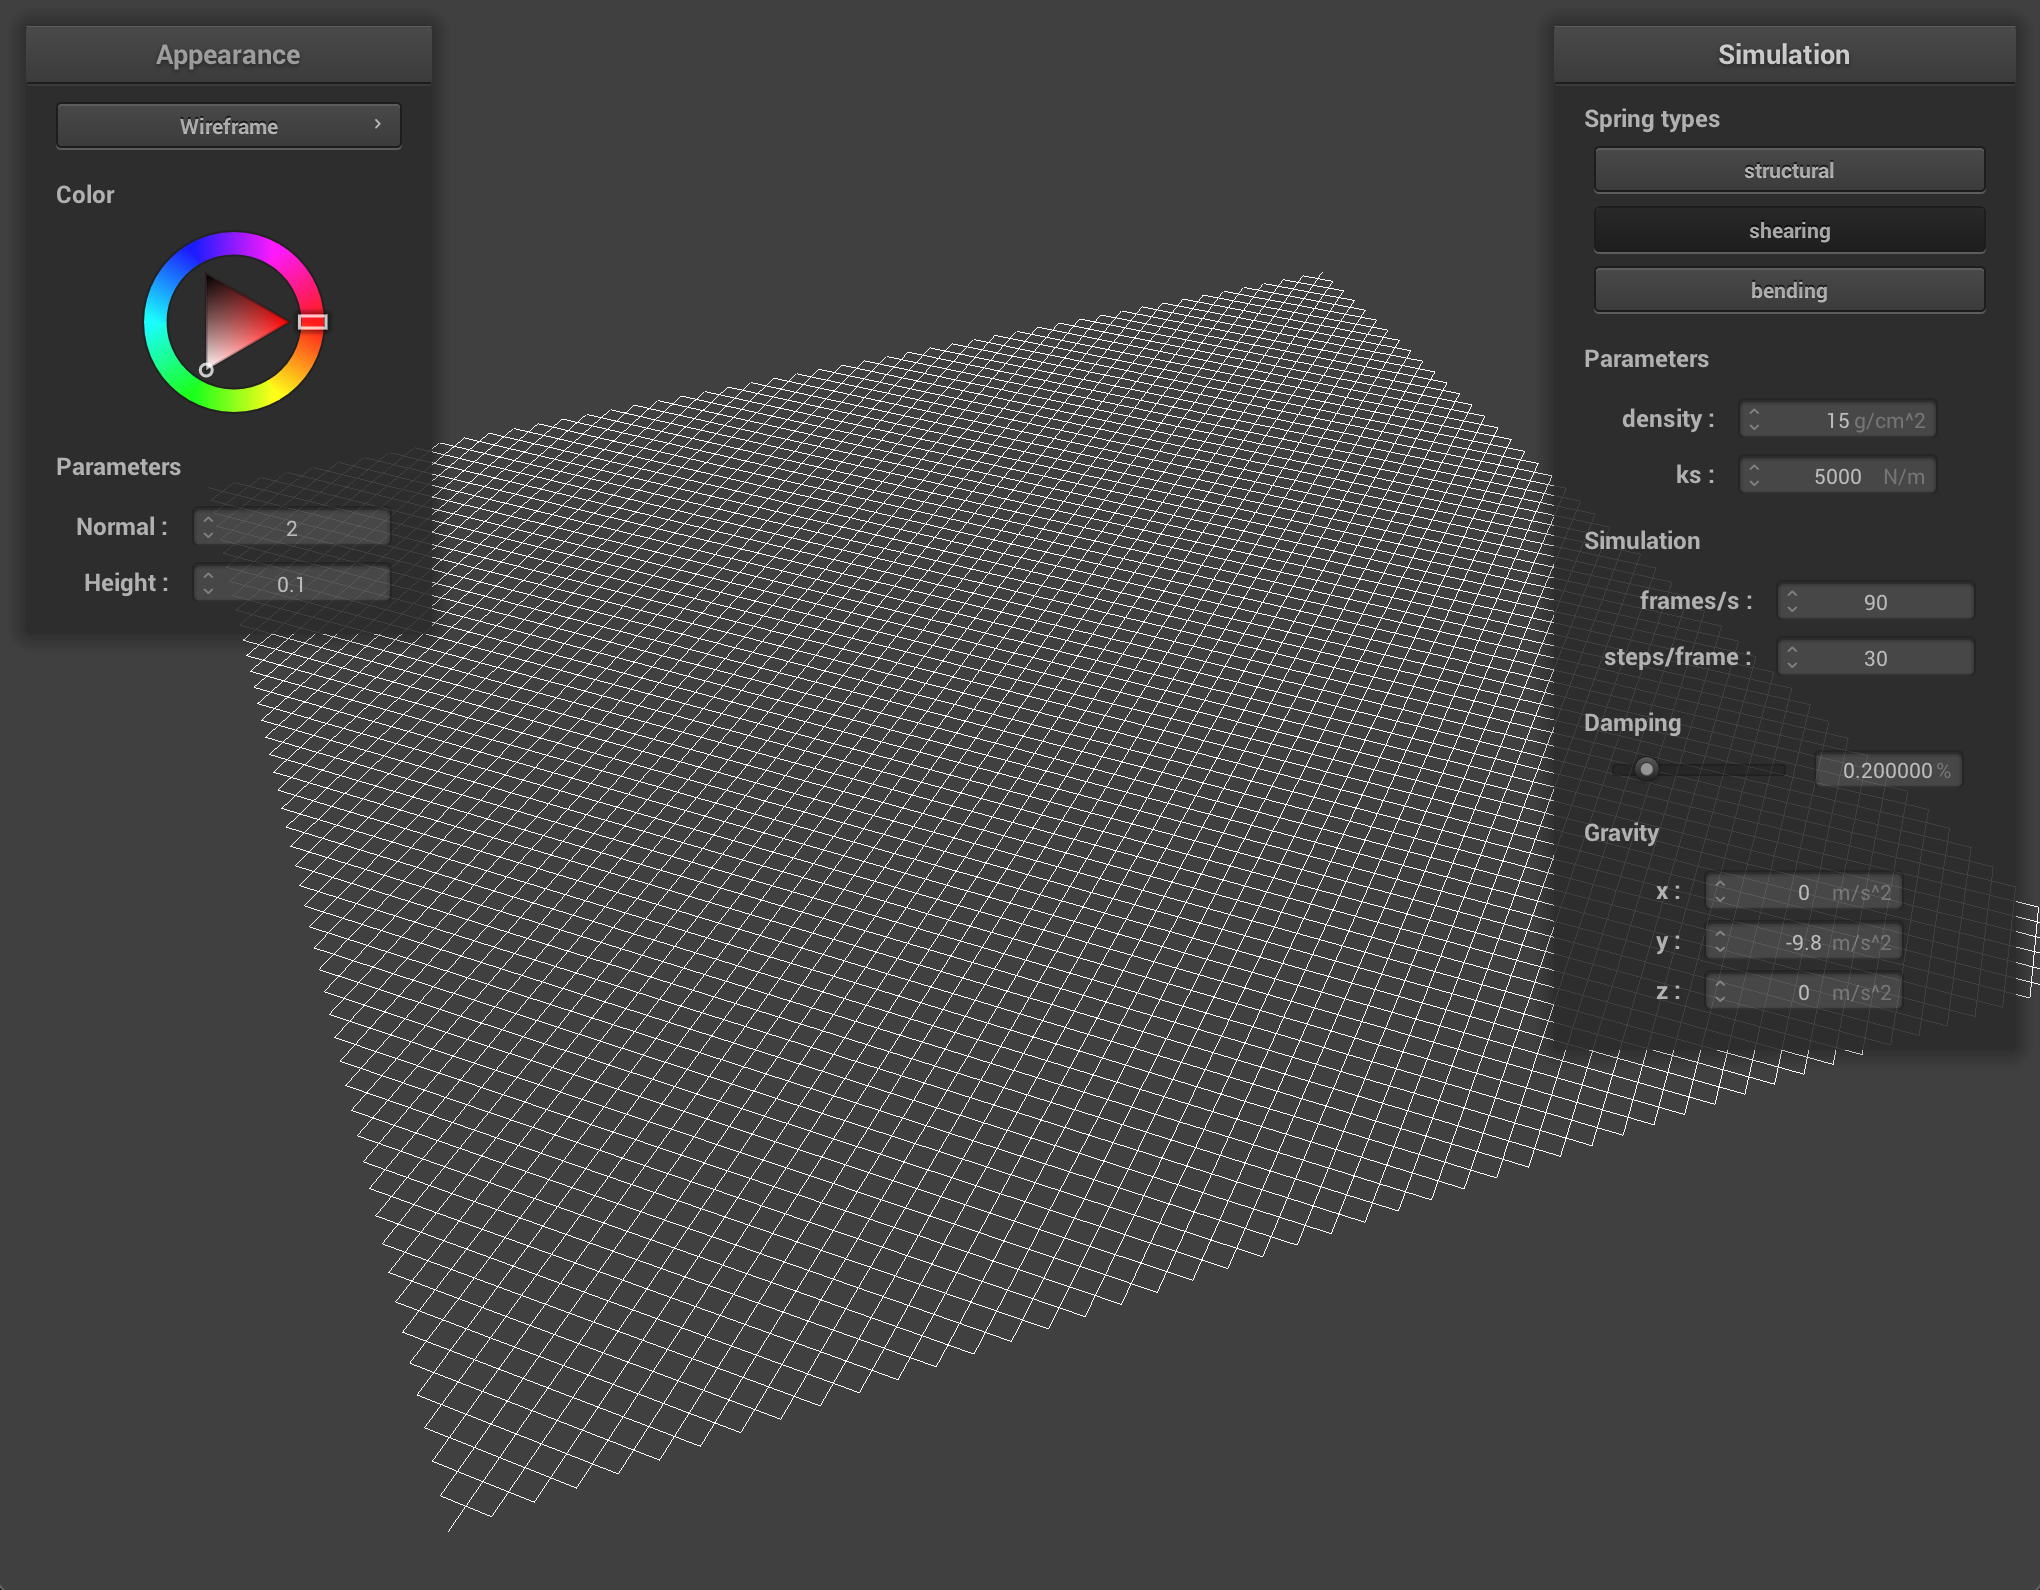 Appearance
Wireframe
Color
Parameters
Normal : 2
Height : 0.1
Simulation
Spring types
structural
shearing
bending
Parameters
density : 15 g/cm^2
ks : 5000 N/m
Simulation
frames/s : 90
steps/frame : 30
Damping
0.200000 %
Gravity
x : 0 m/s^2
y : -9.8 m/s^2
z : 0 m/s^2